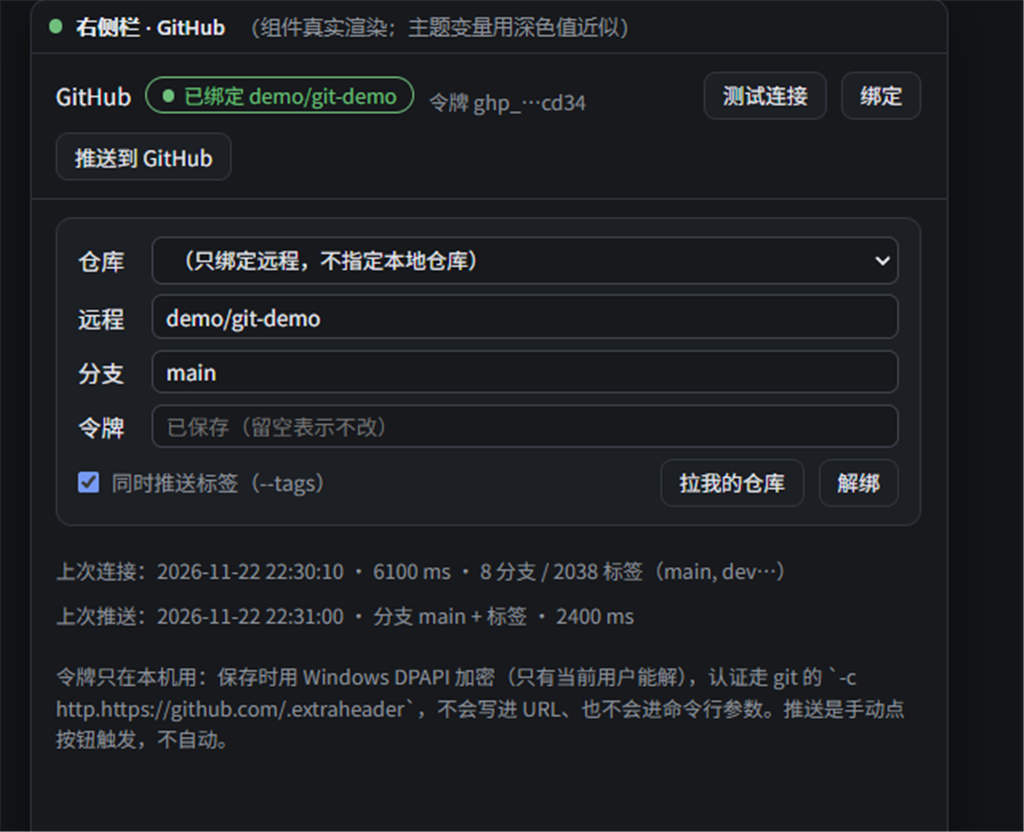 右侧栏 · GitHub （组件真实渲染；主题变量用深色值近似）
GitHub 已绑定 demo/git-demo 令牌 ghp_…cd34 测试连接 绑定
推送到 GitHub
仓库 （只绑定远程，不指定本地仓库）
远程 demo/git-demo
分支 main
令牌 已保存（留空表示不改）
同时推送标签（--tags） 拉我的仓库 解绑
上次连接：2026-11-22 22:30:10 · 6100 ms · 8 分支 / 2038 标签（main, dev…）
上次推送：2026-11-22 22:31:00 · 分支 main + 标签 · 2400 ms
令牌只在本机用：保存时用 Windows DPAPI 加密（只有当前用户能解），认证走 git 的 `-c
http.https://github.com/.extraheader`，不会写进 URL、也不会进命令行参数。推送是手动点
按钮触发，不自动。